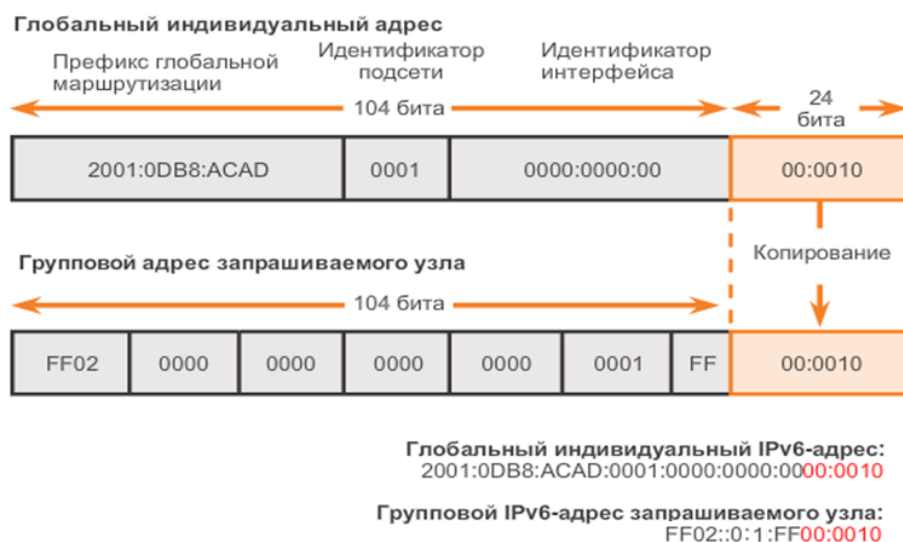 Глобальный индивидуальный адрес
Префикс глобальной маршрутизации
Идентификатор подсети
Идентификатор интерфейса
104 бита
24 бита
2001:0DB8:ACAD 0001 0000:0000:00 00:0010
Копирование
Групповой адрес запрашиваемого узла
104 бита
FF02 0000 0000 0000 0000 0001 FF 00:0010
Глобальный индивидуальный IPv6-адрес:
2001:0DB8:ACAD:0001:0000:0000:0000:0010
Групповой IPv6-адрес запрашиваемого узла:
FF02::0:1:FF00:0010